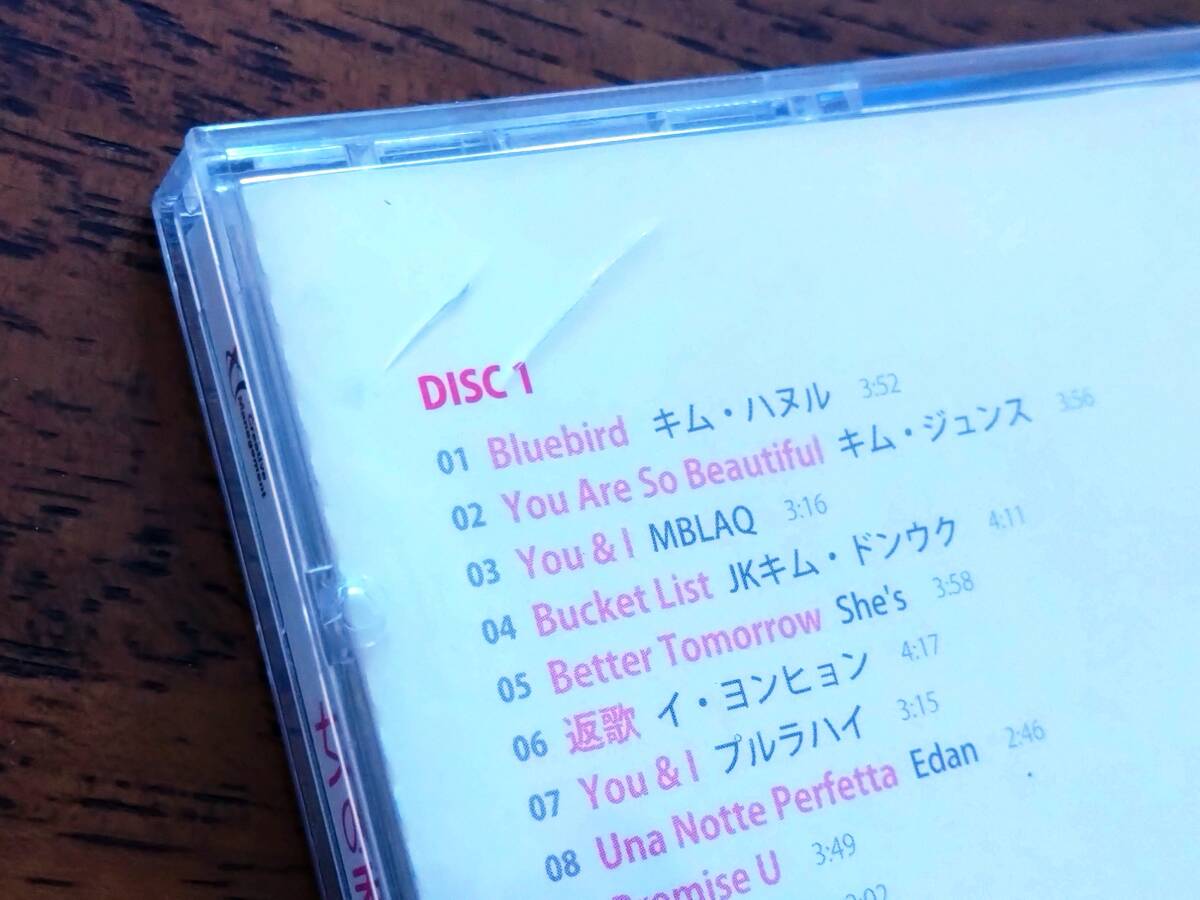 DISC 1
01 Bluebird キム・ハヌル 3:52
02 You Are So Beautiful キム・ジュンス 3:56
03 You & I MBLAQ 3:16
04 Bucket List JKキム・ドンウク 4:11
05 Better Tomorrow She's 3:58
06 返歌 イ・ヨンヒョン 4:17
07 You & I プルラハイ 3:15
08 Una Notte Perfetta Edan 2:46
Promise U 3:49
Creative
Manegement